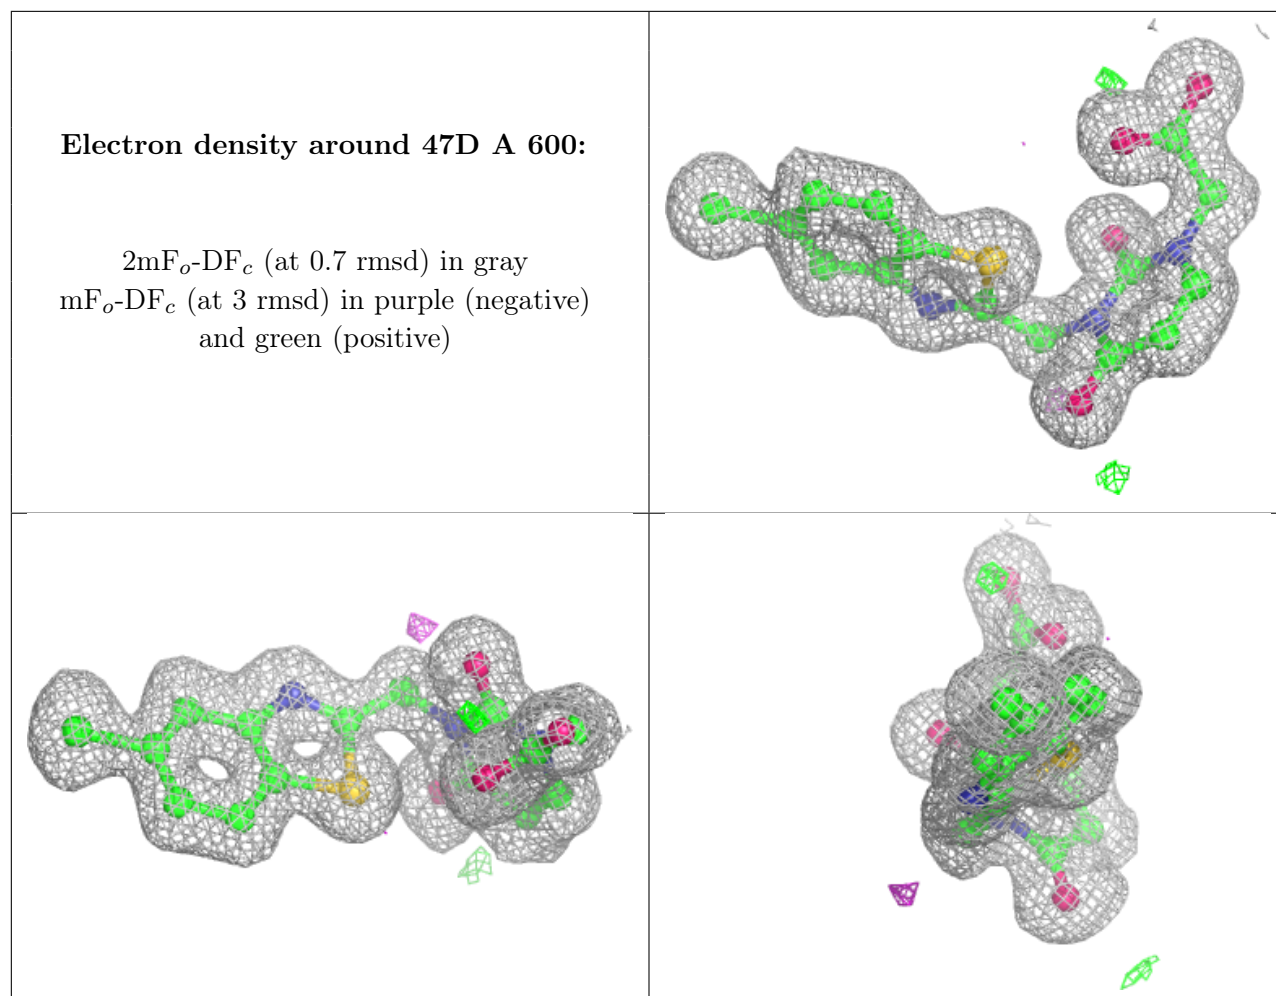 Electron density around 47D A 600:
2mFo-DFc (at 0.7 rmsd) in gray
mFo-DFc (at 3 rmsd) in purple (negative)
and green (positive)